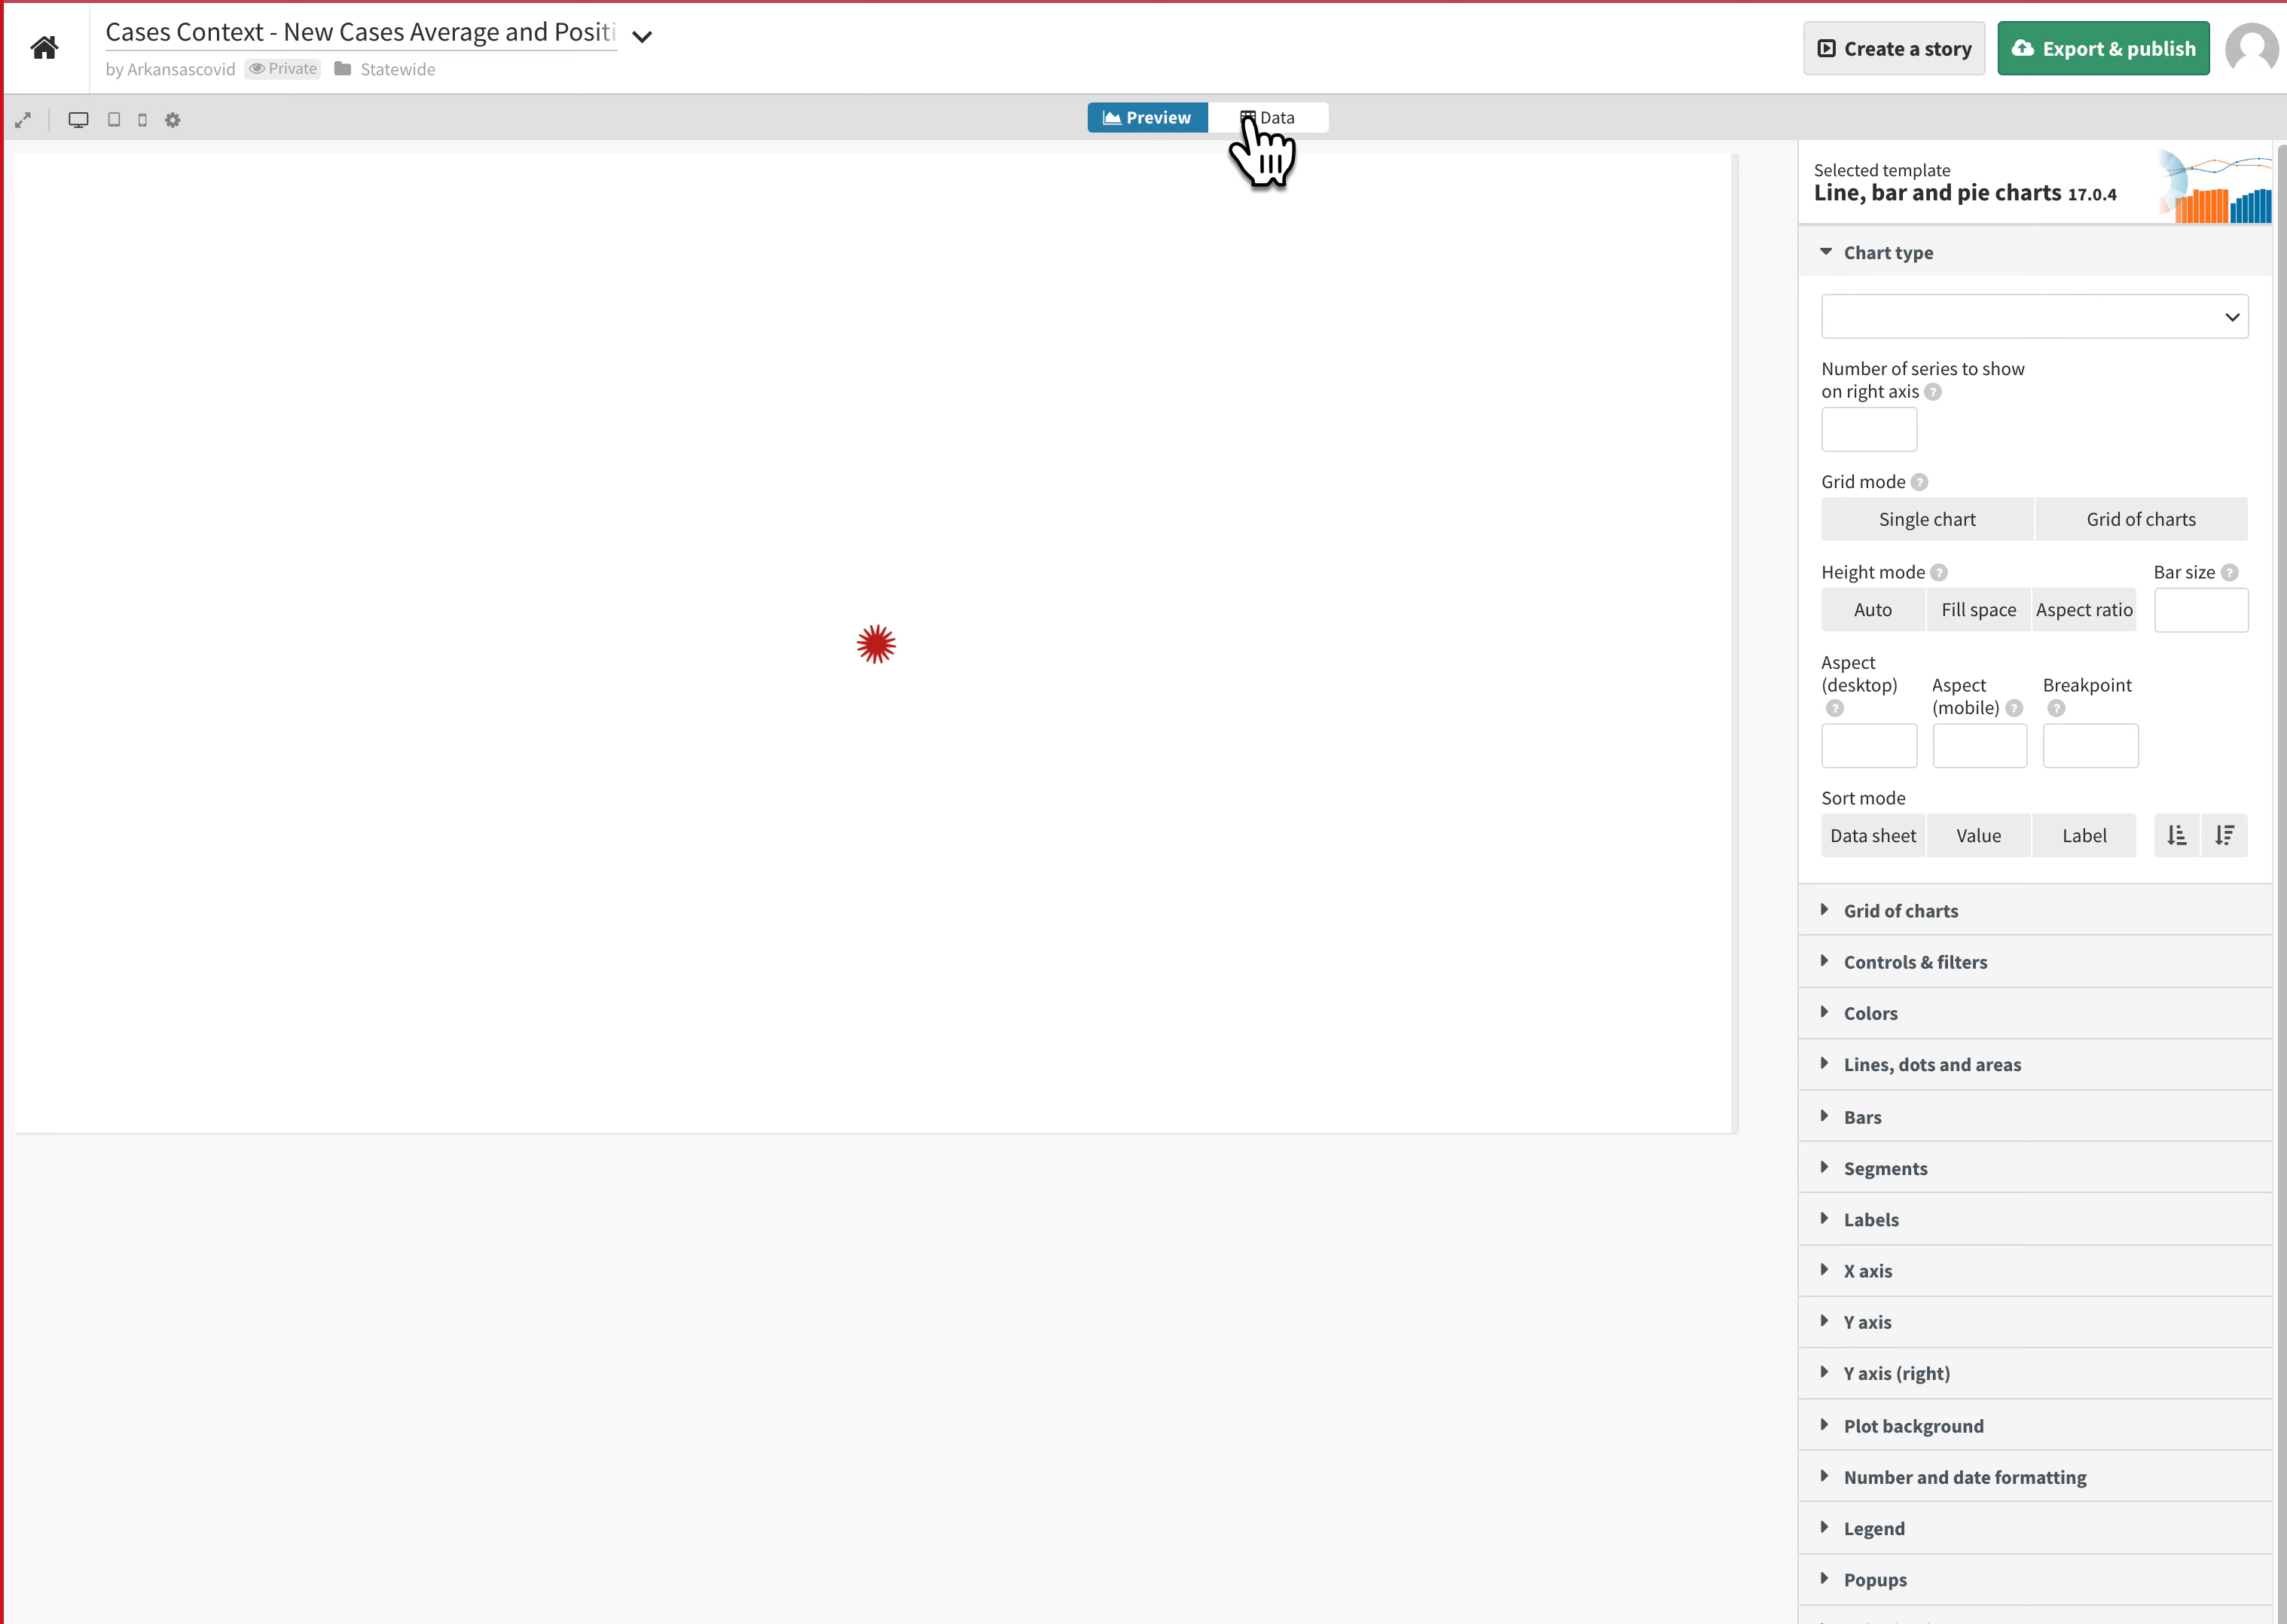 Cases Context - New Cases Average and Positi
by Arkansascovid Private Statewide
Create a story
Export & publish
Preview
Data
Selected template
Line, bar and pie charts 17.0.4
Chart type
Number of series to show
on right axis ?
Grid mode ?
Single chart Grid of charts
Height mode ? Bar size ?
Auto Fill space Aspect ratio
Aspect
(desktop)
?
Aspect
(mobile) ?
Breakpoint
?
Sort mode
Data sheet Value Label
Grid of charts
Controls & filters
Colors
Lines, dots and areas
Bars
Segments
Labels
X axis
Y axis
Y axis (right)
Plot background
Number and date formatting
Legend
Popups